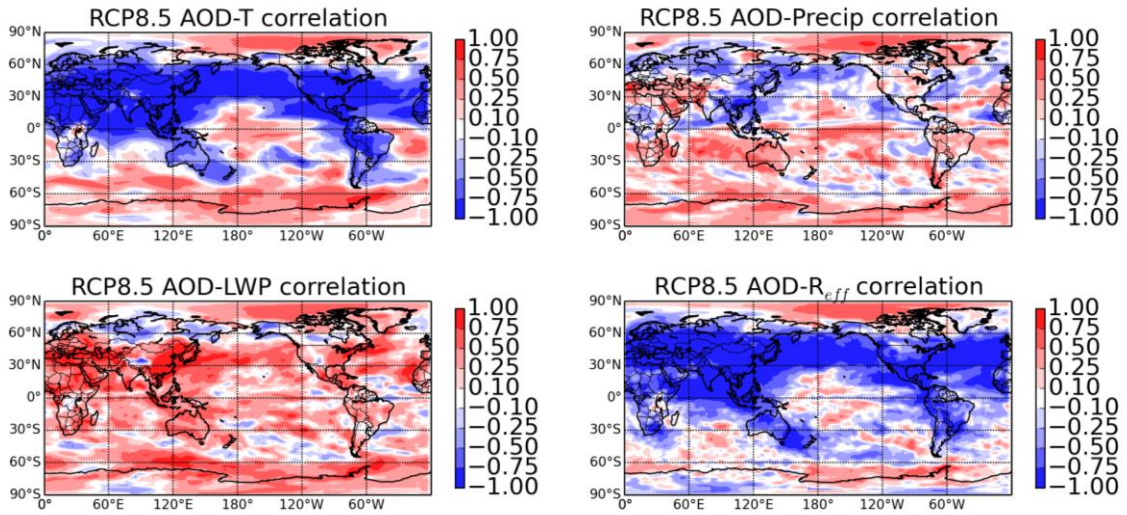 RCP8.5 AOD-T correlation
90°N
60°N
30°N
0°
30°S
60°S
90°S
0° 60°E 120°E 180° 120°W 60°W
1.00
0.75
0.50
0.25
0.10
−0.10
−0.25
−0.50
−0.75
−1.00
RCP8.5 AOD-Precip correlation
90°N
60°N
30°N
0°
30°S
60°S
90°S
0° 60°E 120°E 180° 120°W 60°W
1.00
0.75
0.50
0.25
0.10
−0.10
−0.25
−0.50
−0.75
−1.00
RCP8.5 AOD-LWP correlation
90°N
60°N
30°N
0°
30°S
60°S
90°S
0° 60°E 120°E 180° 120°W 60°W
1.00
0.75
0.50
0.25
0.10
−0.10
−0.25
−0.50
−0.75
−1.00
RCP8.5 AOD-R_eff correlation
90°N
60°N
30°N
0°
30°S
60°S
90°S
0° 60°E 120°E 180° 120°W 60°W
1.00
0.75
0.50
0.25
0.10
−0.10
−0.25
−0.50
−0.75
−1.00